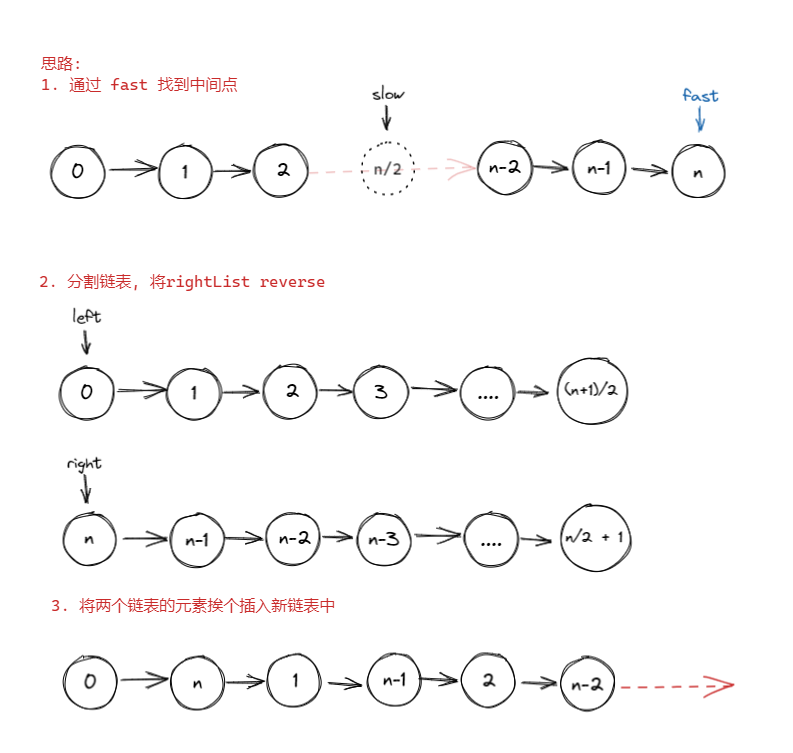 思路:
1. 通过 fast 找到中间点
slow
fast
0 1 2 n/2 n-2 n-1 n
2. 分割链表, 将rightList reverse
left
0 1 2 3 .... (n+1)/2
right
n n-1 n-2 n-3 .... n/2 + 1
3. 将两个链表的元素挨个插入新链表中
0 n 1 n-1 2 n-2